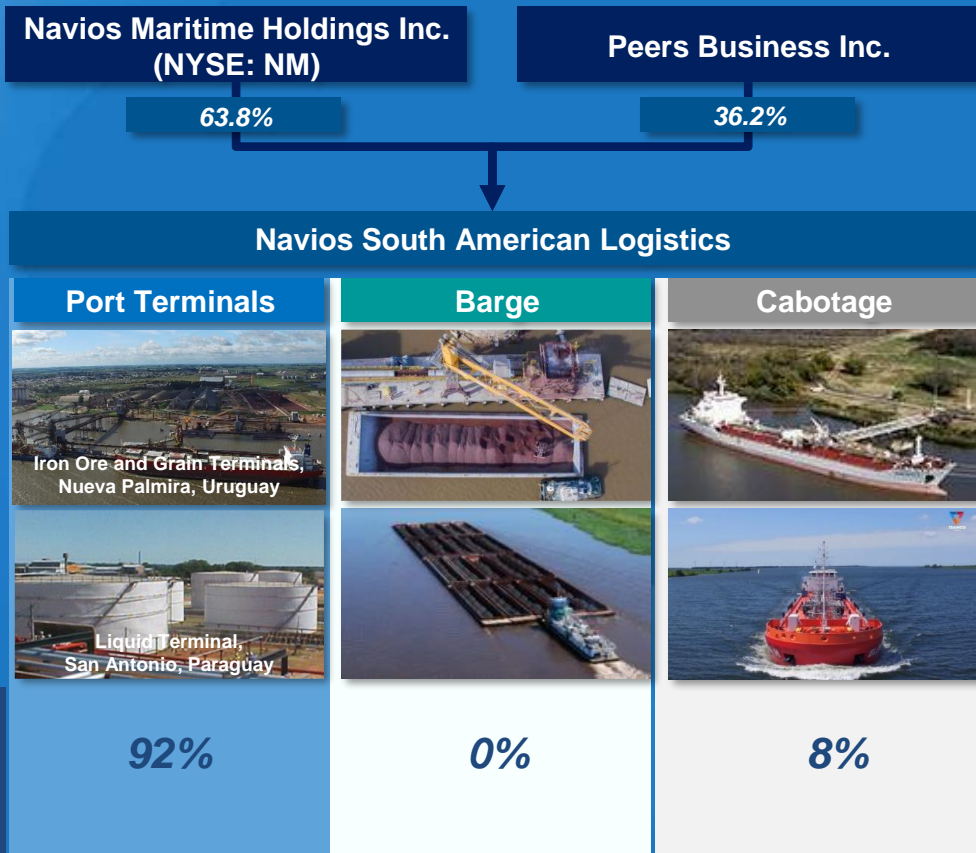 Navios Maritime Holdings Inc.
(NYSE: NM)
Peers Business Inc.
63.8%
36.2%
Navios South American Logistics
Port Terminals
Barge
Cabotage
Iron Ore and Grain Terminals,
Nueva Palmira, Uruguay
Liquid Terminal,
San Antonio, Paraguay
92%
0%
8%